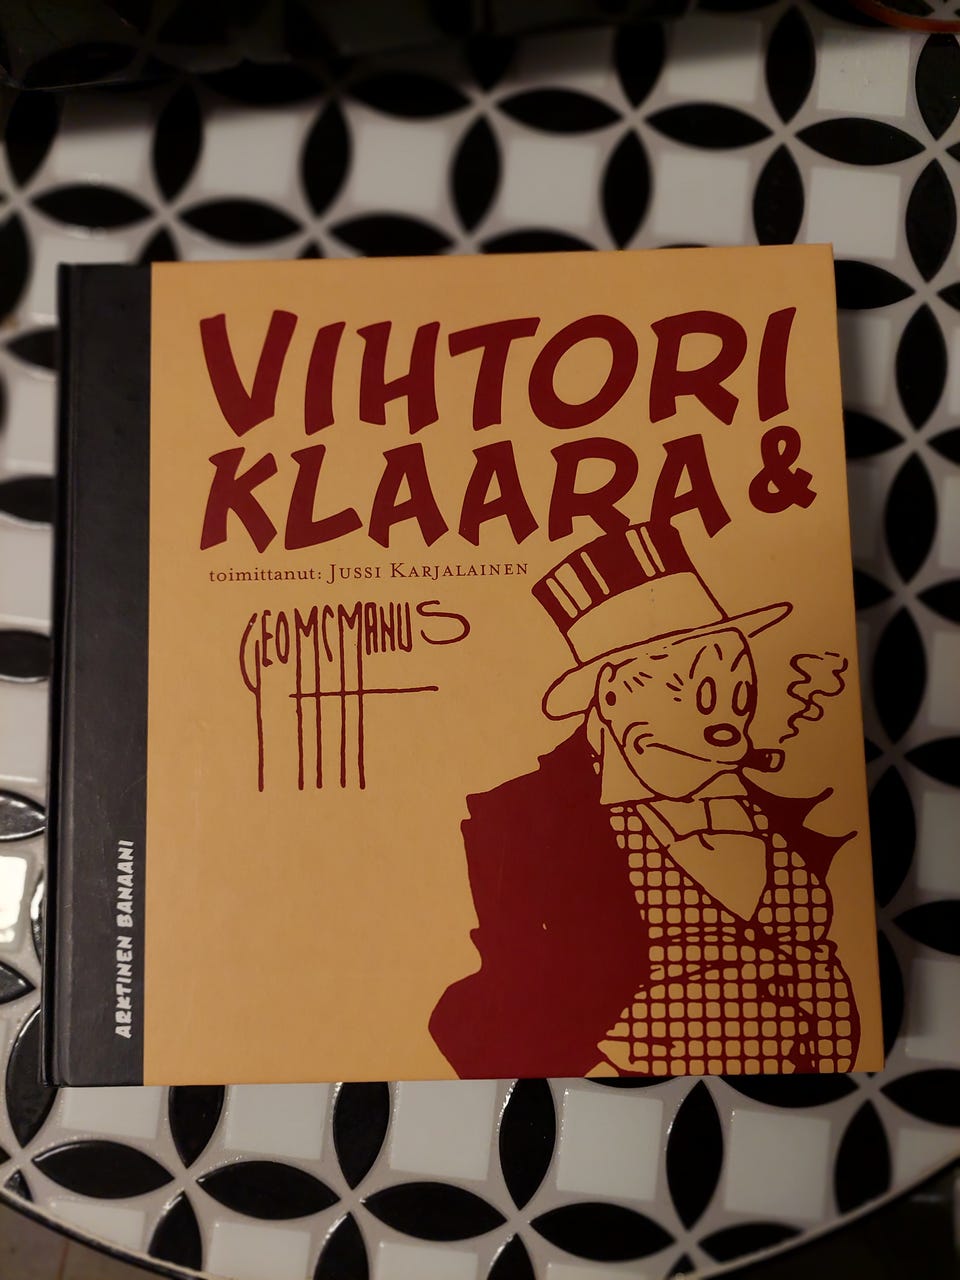 VIHTORI
KLAARA &
toimittanut: JUSSI KARJALAINEN
GEO MCMANUS
ARKTINEN BANAANI